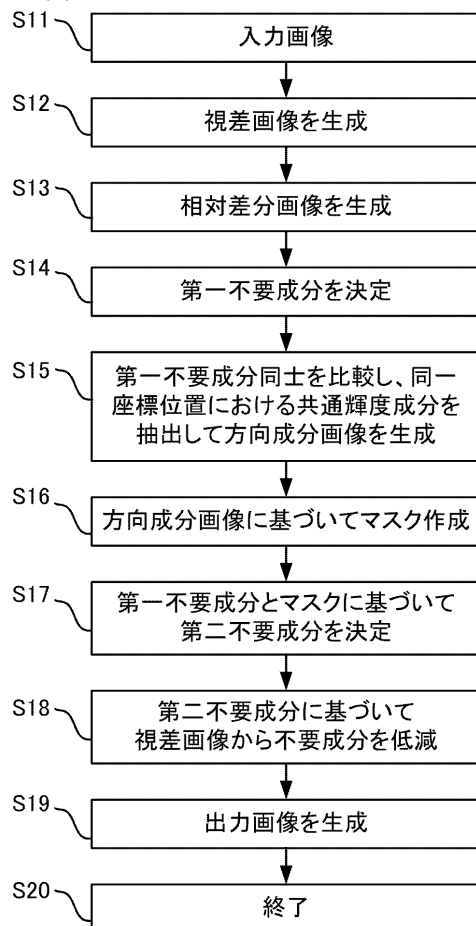 S11
入力画像
S12
視差画像を生成
S13
相対差分画像を生成
S14
第一不要成分を決定
S15
第一不要成分同士を比較し、同一
座標位置における共通輝度成分を
抽出して方向成分画像を生成
S16
方向成分画像に基づいてマスク作成
S17
第一不要成分とマスクに基づいて
第二不要成分を決定
S18
第二不要成分に基づいて
視差画像から不要成分を低減
S19
出力画像を生成
S20
終了